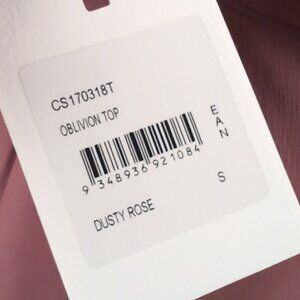 CS170318T
OBLIVION TOP
EAN
9 348936 921084
DUSTY ROSE S